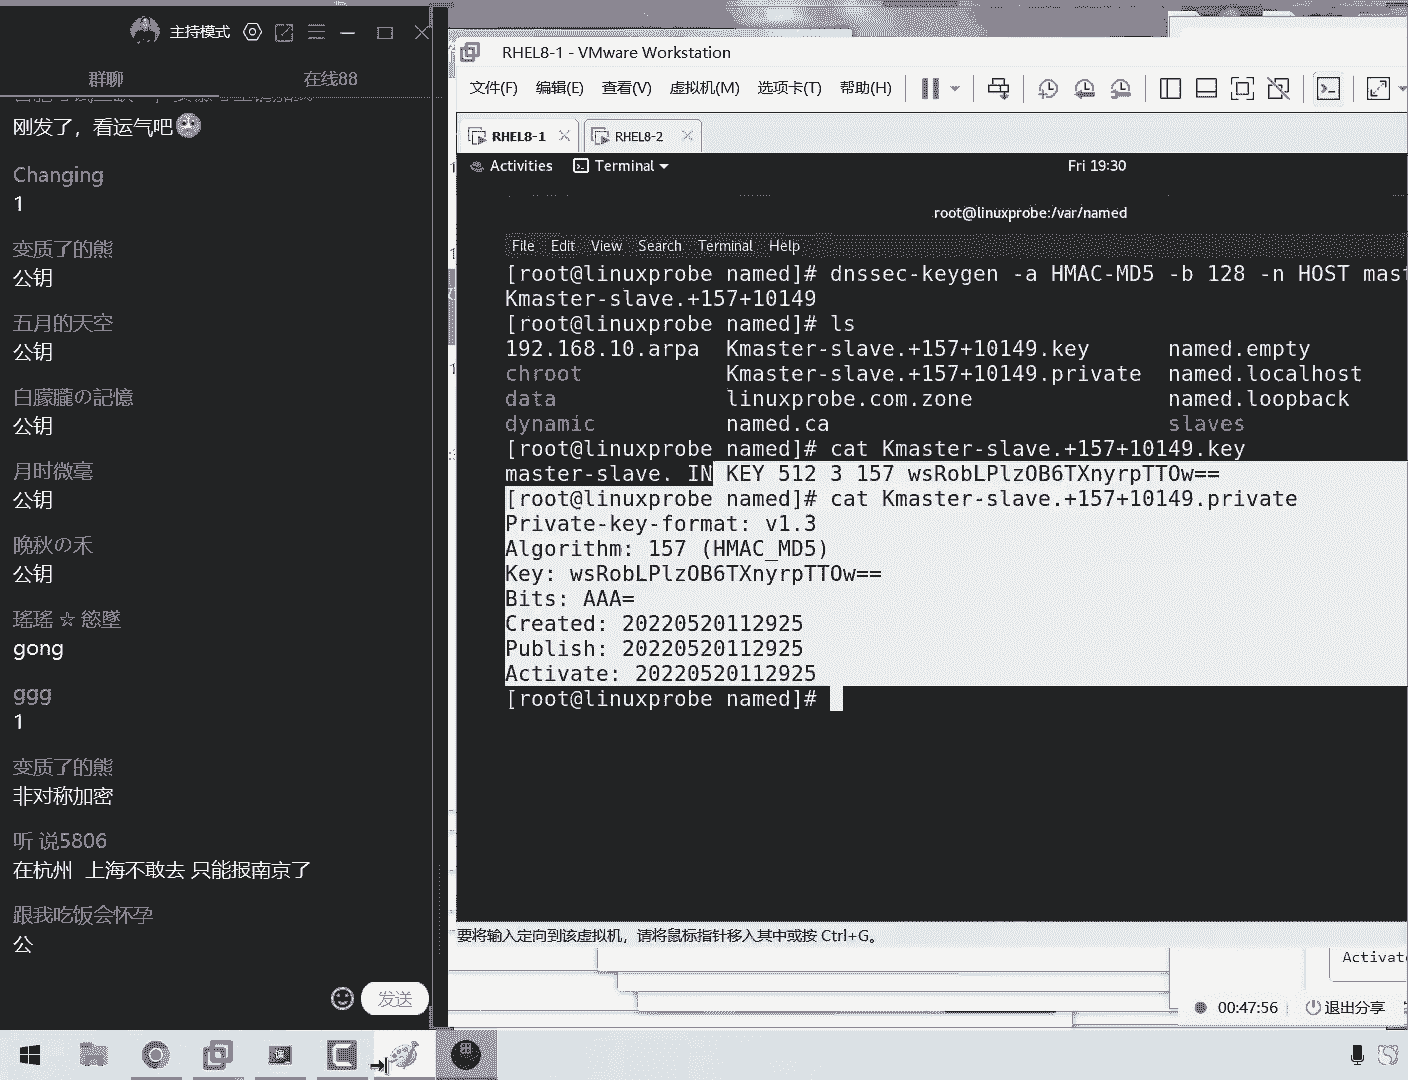 主持模式
群聊
在线88
刚发了，看运气吧
Changing
1
变质了的熊
公钥
五月的天空
公钥
白朦朧の記憶
公钥
月时微毫
公钥
晚秋の禾
公钥
瑤瑤 ☆ 慾墜
gong
ggg
1
变质了的熊
非对称加密
听 说5806
在杭州 上海不敢去 只能报南京了
跟我吃饭会怀孕
公
发送
RHEL8-1 - VMware Workstation
文件(F) 编辑(E) 查看(V) 虚拟机(M) 选项卡(T) 帮助(H)
RHEL8-1
RHEL8-2
Activities Terminal Fri 19:30
root@linuxprobe:/var/named
File Edit View Search Terminal Help
[root@linuxprobe named]# dnssec-keygen -a HMAC-MD5 -b 128 -n HOST mas
Kmaster-slave.+157+10149
[root@linuxprobe named]# ls
192.168.10.arpa Kmaster-slave.+157+10149.key named.empty
chroot Kmaster-slave.+157+10149.private named.localhost
data linuxprobe.com.zone named.loopback
dynamic named.ca slaves
[root@linuxprobe named]# cat Kmaster-slave.+157+10149.key
master-slave. IN KEY 512 3 157 wsRobLPlzOB6TXnyrpTTOw==
[root@linuxprobe named]# cat Kmaster-slave.+157+10149.private
Private-key-format: v1.3
Algorithm: 157 (HMAC_MD5)
Key: wsRobLPlzOB6TXnyrpTTOw==
Bits: AAA=
Created: 20220520112925
Publish: 20220520112925
Activate: 20220520112925
[root@linuxprobe named]#
要将输入定向到该虚拟机，请将鼠标指针移入其中或按 Ctrl+G。
Activat
00:47:56
退出分享